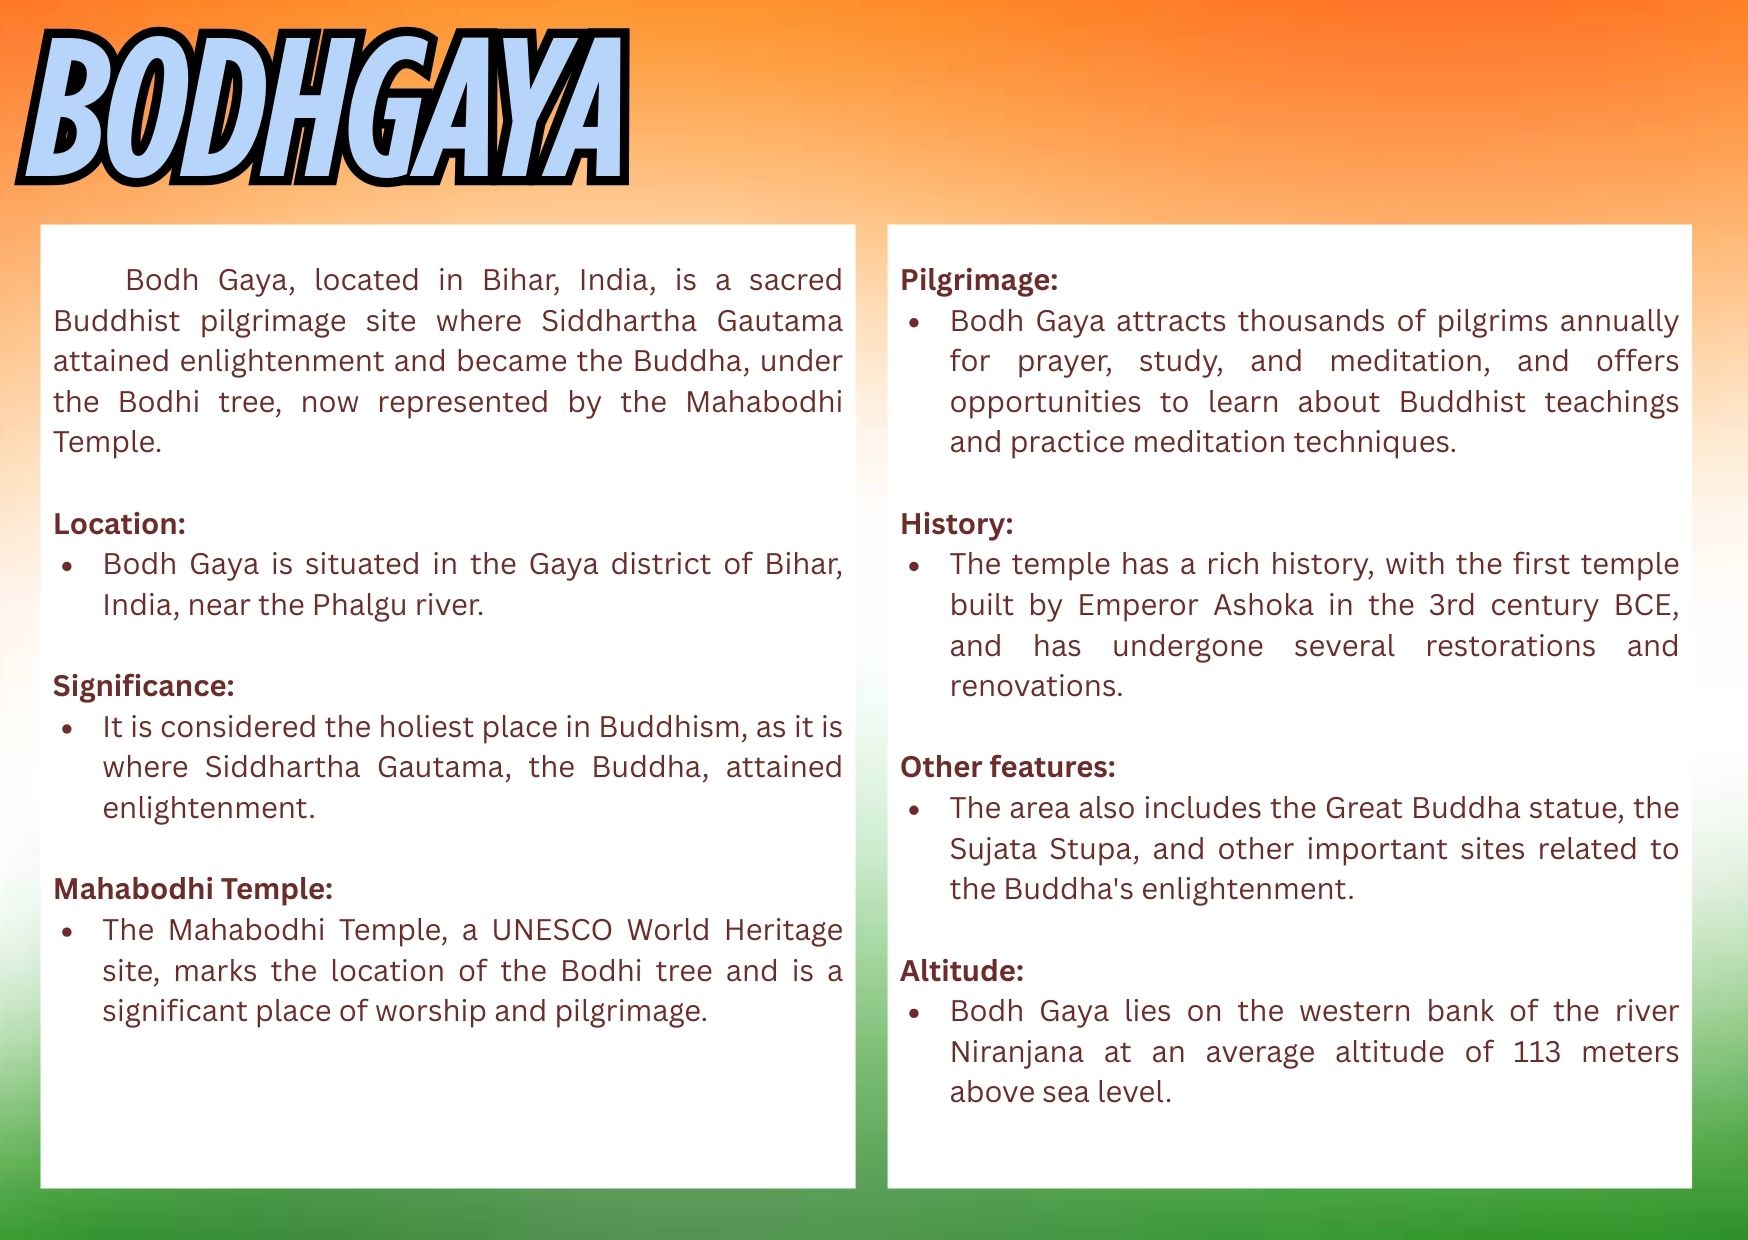 BODHGAYA
Bodh Gaya, located in Bihar, India, is a sacred
Buddhist pilgrimage site where Siddhartha Gautama
attained enlightenment and became the Buddha, under
the Bodhi tree, now represented by the Mahabodhi
Temple.
Location:
• Bodh Gaya is situated in the Gaya district of Bihar,
India, near the Phalgu river.
Significance:
• It is considered the holiest place in Buddhism, as it is
where Siddhartha Gautama, the Buddha, attained
enlightenment.
Mahabodhi Temple:
• The Mahabodhi Temple, a UNESCO World Heritage
site, marks the location of the Bodhi tree and is a
significant place of worship and pilgrimage.
Pilgrimage:
• Bodh Gaya attracts thousands of pilgrims annually
for prayer, study, and meditation, and offers
opportunities to learn about Buddhist teachings
and practice meditation techniques.
History:
• The temple has a rich history, with the first temple
built by Emperor Ashoka in the 3rd century BCE,
and has undergone several restorations and
renovations.
Other features:
• The area also includes the Great Buddha statue, the
Sujata Stupa, and other important sites related to
the Buddha's enlightenment.
Altitude:
• Bodh Gaya lies on the western bank of the river
Niranjana at an average altitude of 113 meters
above sea level.